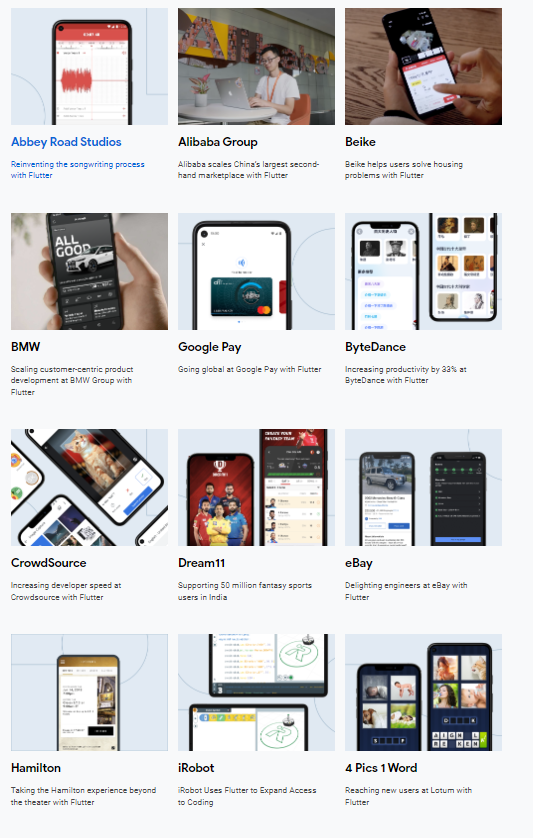 Abbey Road Studios
Reinventing the songwriting process
with Flutter
Alibaba Group
Alibaba scales China's largest second-
hand marketplace with Flutter
Beike
Beike helps users solve housing
problems with Flutter
ALL
GOOD
BMW
Scaling customer-centric product
development at BMW Group with
Flutter
Google Pay
Going global at Google Pay with Flutter
ByteDance
Increasing productivity by 33% at
ByteDance with Flutter
CrowdSource
Increasing developer speed at
Crowdsource with Flutter
Dream11
Supporting 50 million fantasy sports
users in India
eBay
Delighting engineers at eBay with
Flutter
Hamilton
Taking the Hamilton experience beyond
the theater with Flutter
iRobot
iRobot Uses Flutter to Expand Access
to Coding
4 Pics 1 Word
Reaching new users at Lotum with
Flutter